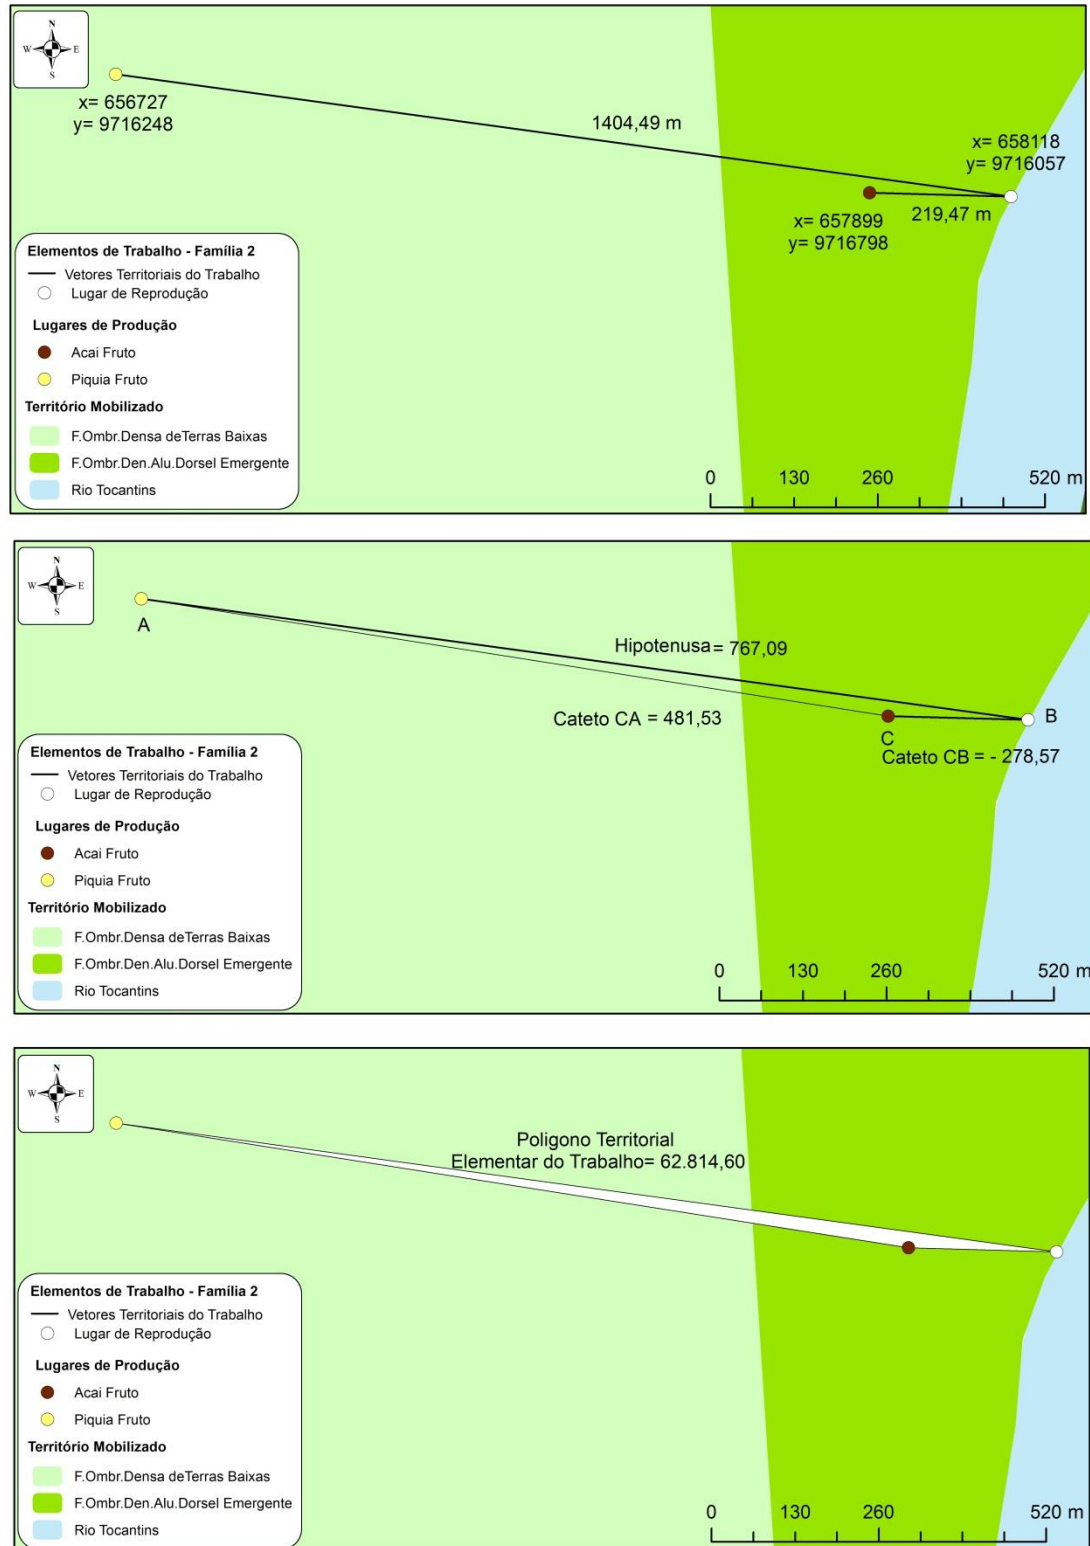 N
W E
S
x= 656727
y= 9716248
1404,49 m
x= 658118
y= 9716057
x= 657899
y= 9716798
219,47 m
Elementos de Trabalho - Família 2
Vetores Territoriais do Trabalho
Lugar de Reprodução
Lugares de Produção
Acai Fruto
Piquia Fruto
Território Mobilizado
F.Ombr.Densa deTerras Baixas
F.Ombr.Den.Alu.Dorsel Emergente
Rio Tocantins
0 130 260 520 m
N
W E
S
A
Hipotenusa = 767,09
Cateto CA = 481,53
B
C
Cateto CB = - 278,57
Elementos de Trabalho - Família 2
Vetores Territoriais do Trabalho
Lugar de Reprodução
Lugares de Produção
Acai Fruto
Piquia Fruto
Território Mobilizado
F.Ombr.Densa deTerras Baixas
F.Ombr.Den.Alu.Dorsel Emergente
Rio Tocantins
0 130 260 520 m
N
W E
S
Poligono Territorial
Elementar do Trabalho= 62.814,60
Elementos de Trabalho - Família 2
Vetores Territoriais do Trabalho
Lugar de Reprodução
Lugares de Produção
Acai Fruto
Piquia Fruto
Território Mobilizado
F.Ombr.Densa deTerras Baixas
F.Ombr.Den.Alu.Dorsel Emergente
Rio Tocantins
0 130 260 520 m